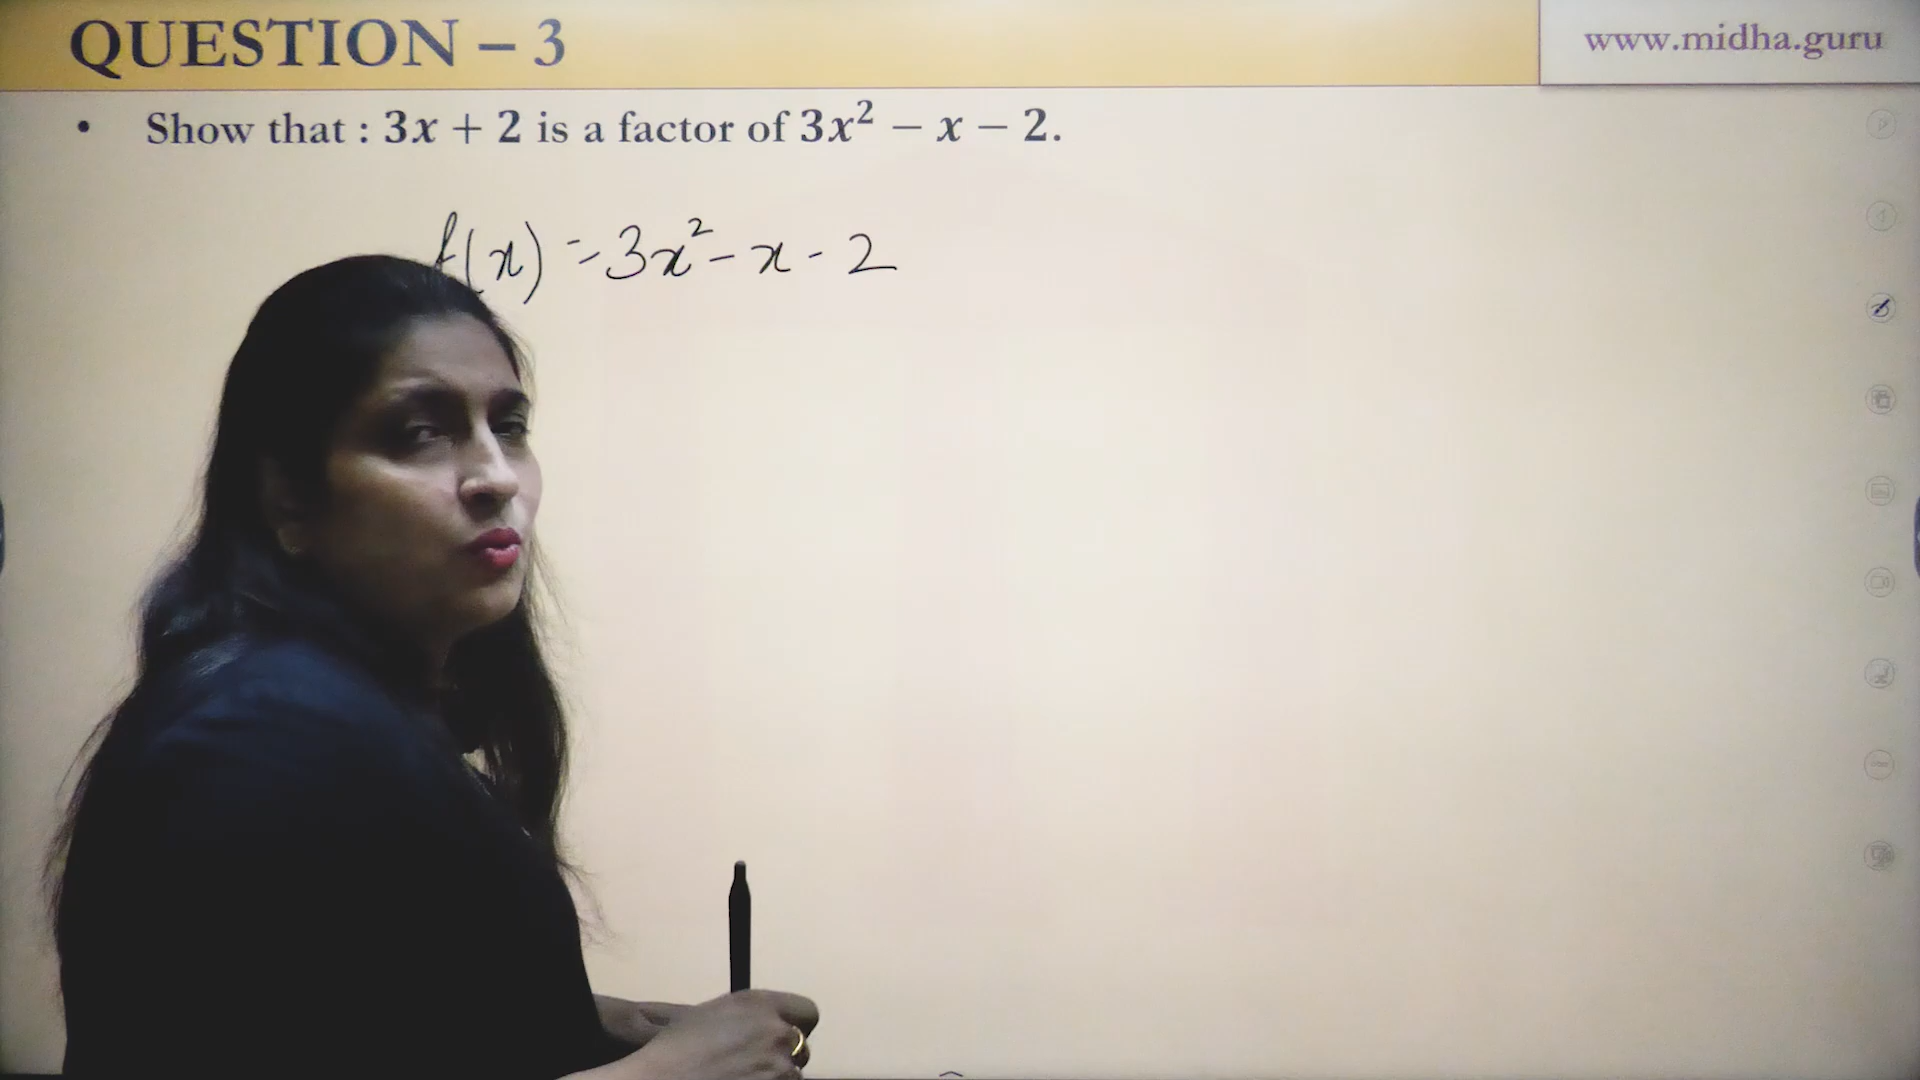 QUESTION – 3
www.midha.guru
• Show that : 3x + 2 is a factor of 3x² – x – 2.
f(x) = 3x² - x - 2